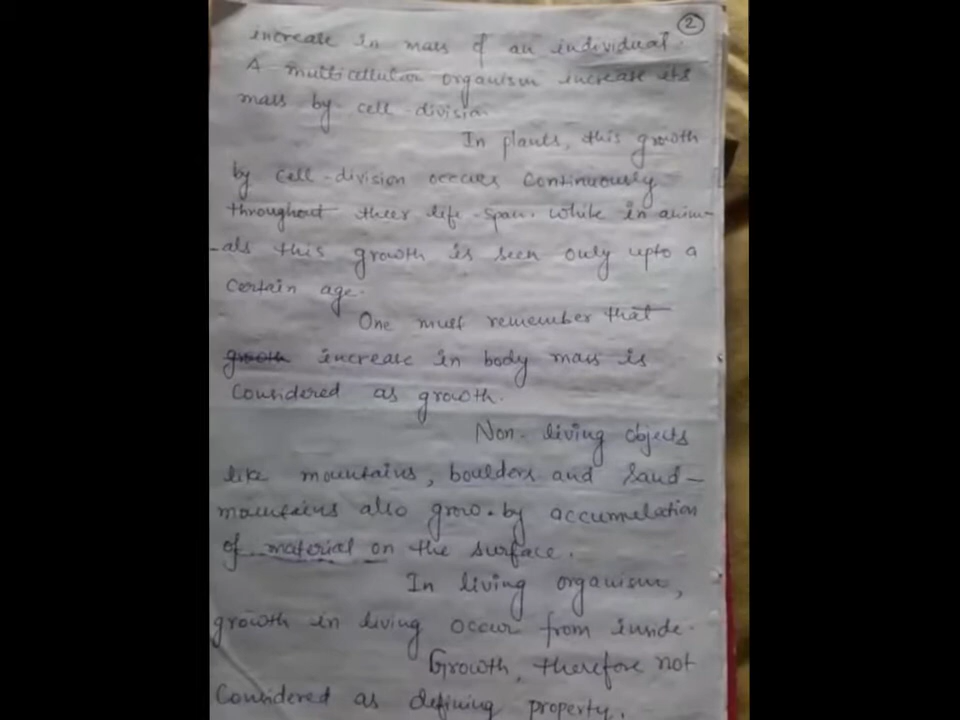 2
increase in mass of an individual.
A multicellular organism increase its
mass by cell division.
In plants, this growth
by cell-division occurs continuously
throughout their life-span. While in anim-
-als this growth is seen only upto a
certain age.
One must remember that
growth increase in body mass is
Considered as growth.
Non-living objects
like mountains, boulders and Sand-
mountains also grow by accumulation
of material on the surface.
In living organism,
growth in living occur from inside.
Growth, therefore not
Considered as defining property.